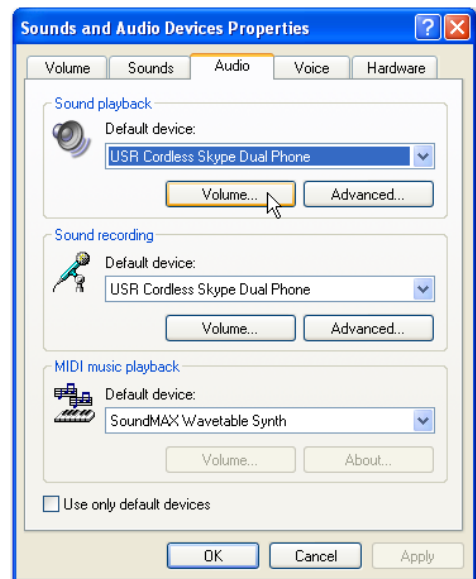 Sounds and Audio Devices Properties
Volume Sounds Audio Voice Hardware
Sound playback
Default device:
USR Cordless Skype Dual Phone
Volume... Advanced...
Sound recording
Default device:
USR Cordless Skype Dual Phone
Volume... Advanced...
MIDI music playback
Default device:
SoundMAX Wavetable Synth
Volume... About...
Use only default devices
OK Cancel Apply